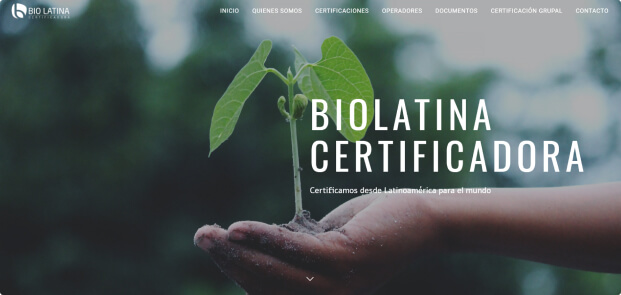 BIO LATINA
CERTIFICADORA
INICIO QUIENES SOMOS CERTIFICACIONES OPERADORES DOCUMENTOS CERTIFICACIÓN GRUPAL CONTACTO
BIOLATINA
CERTIFICADORA
Certificamos desde Latinoamérica para el mundo